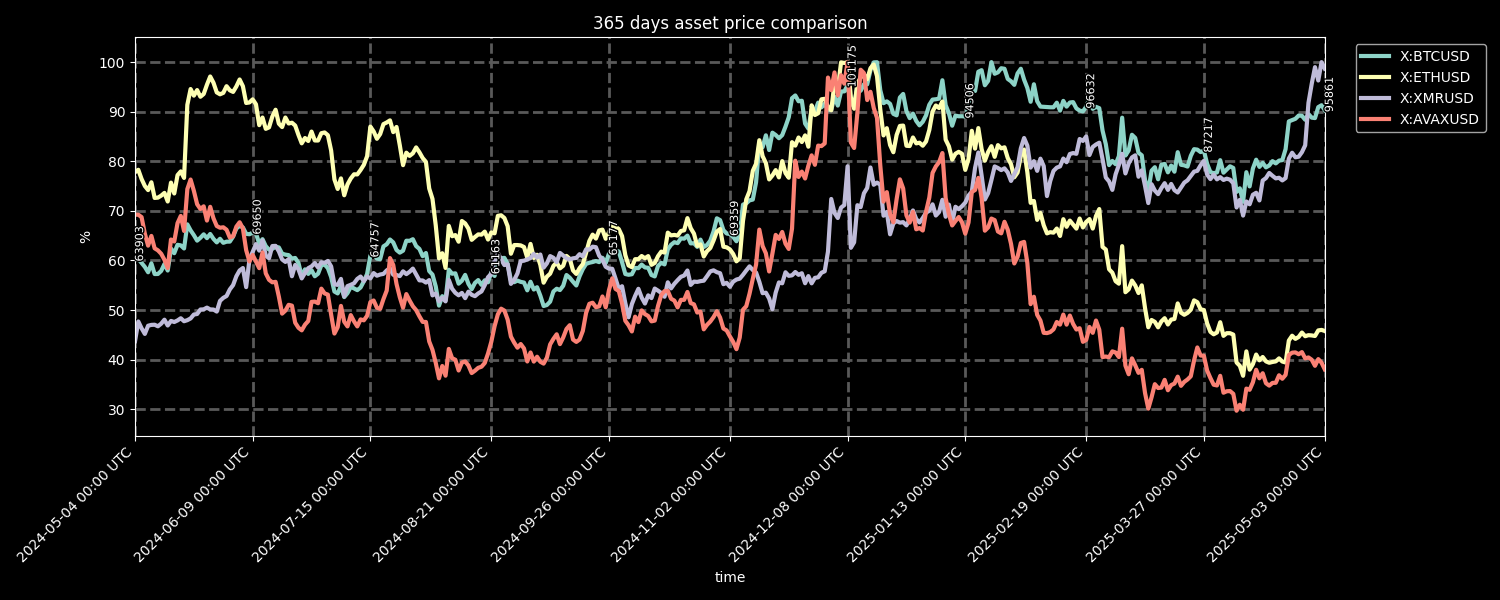 365 days asset price comparison
X:BTCUSD
X:ETHUSD
X:XMRUSD
X:AVAXUSD
%
100
90
80
70
60
50
40
30
63903
69650
64757
61163
65177
69359
101175
94506
96632
87217
95861
2024-05-04 00:00 UTC
2024-06-09 00:00 UTC
2024-07-15 00:00 UTC
2024-08-21 00:00 UTC
2024-09-26 00:00 UTC
2024-11-02 00:00 UTC
2024-12-08 00:00 UTC
2025-01-13 00:00 UTC
2025-02-19 00:00 UTC
2025-03-27 00:00 UTC
2025-05-03 00:00 UTC
time